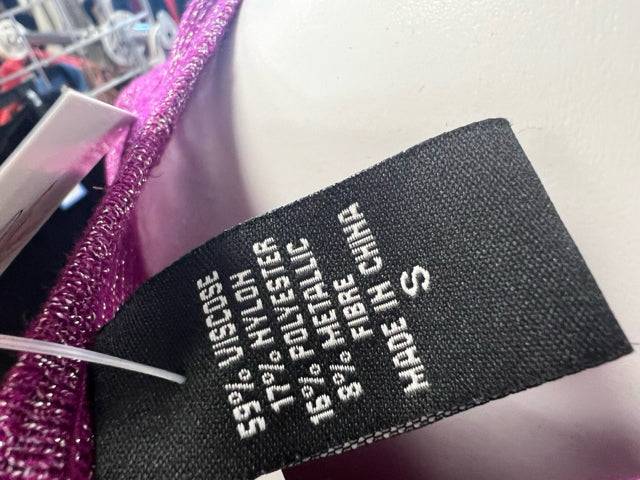 59% VISCOSE
17% NYLON
16% POLYESTER
8% METALLIC
FIBRE
MADE IN CHINA
S